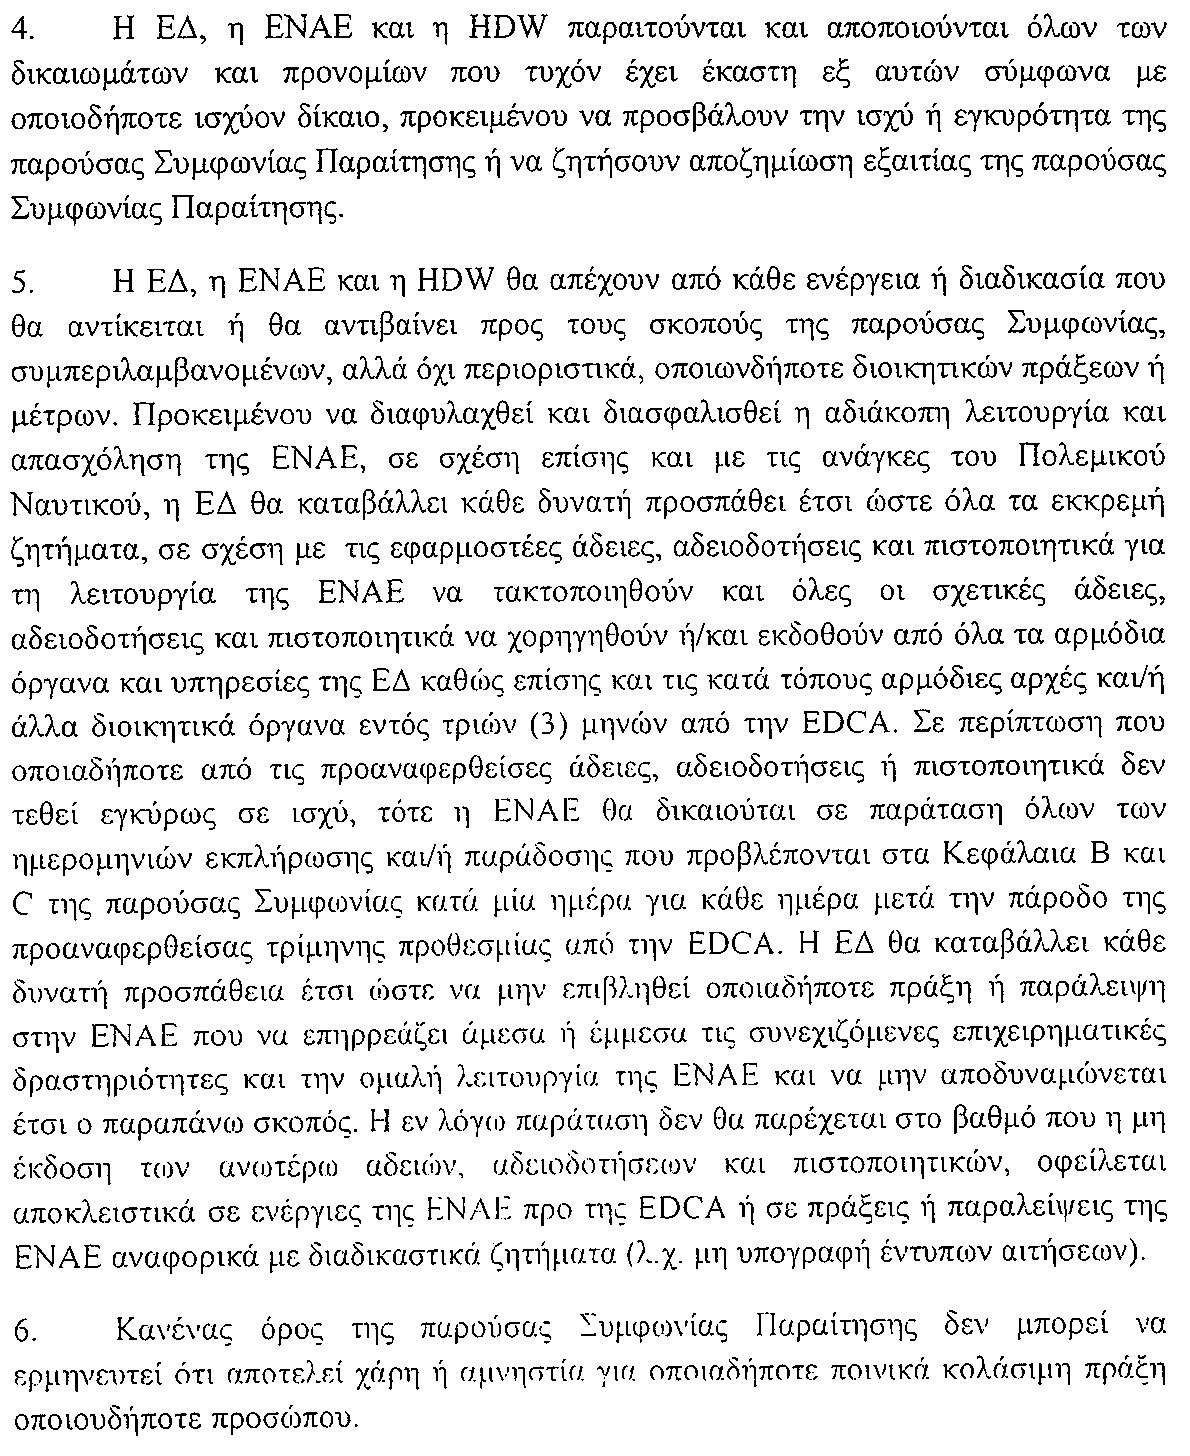 4. Η ΕΔ, η ΕΝΑΕ και η HDW παραιτούνται και αποποιούνται όλων των
δικαιωμάτων και προνομίων που τυχόν έχει έκαστη εξ αυτών σύμφωνα με
οποιοδήποτε ισχύον δίκαιο, προκειμένου να προσβάλουν την ισχύ ή εγκυρότητα της
παρούσας Συμφωνίας Παραίτησης ή να ζητήσουν αποζημίωση εξαιτίας της παρούσας
Συμφωνίας Παραίτησης.
5. Η ΕΔ, η ΕΝΑΕ και η HDW θα απέχουν από κάθε ενέργεια ή διαδικασία που
θα αντίκειται ή θα αντιβαίνει προς τους σκοπούς της παρούσας Συμφωνίας,
συμπεριλαμβανομένων, αλλά όχι περιοριστικά, οποιωνδήποτε διοικητικών πράξεων ή
μέτρων. Προκειμένου να διαφυλαχθεί και διασφαλισθεί η αδιάκοπη λειτουργία και
απασχόληση της ΕΝΑΕ, σε σχέση επίσης και με τις ανάγκες του Πολεμικού
Ναυτικού, η ΕΔ θα καταβάλλει κάθε δυνατή προσπάθει έτσι ώστε όλα τα εκκρεμή
ζητήματα, σε σχέση με τις εφαρμοστέες άδειες, αδειοδοτήσεις και πιστοποιητικά για
τη λειτουργία της ΕΝΑΕ να τακτοποιηθούν και όλες οι σχετικές άδειες,
αδειοδοτήσεις και πιστοποιητικά να χορηγηθούν ή/και εκδοθούν από όλα τα αρμόδια
όργανα και υπηρεσίες της ΕΔ καθώς επίσης και τις κατά τόπους αρμόδιες αρχές και/ή
άλλα διοικητικά όργανα εντός τριών (3) μηνών από την EDCA. Σε περίπτωση που
οποιαδήποτε από τις προαναφερθείσες άδειες, αδειοδοτήσεις ή πιστοποιητικά δεν
τεθεί εγκύρως σε ισχύ, τότε η ΕΝΑΕ θα δικαιούται σε παράταση όλων των
ημερομηνιών εκπλήρωσης και/ή παράδοσης που προβλέπονται στα Κεφάλαια Β και
C της παρούσας Συμφωνίας κατά μία ημέρα για κάθε ημέρα μετά την πάροδο της
προαναφερθείσας τρίμηνης προθεσμίας από την EDCA. Η ΕΔ θα καταβάλλει κάθε
δυνατή προσπάθεια έτσι ώστε να μην επιβληθεί οποιαδήποτε πράξη ή παράλειψη
στην ΕΝΑΕ που να επηρρεάζει άμεσα ή έμμεσα τις συνεχιζόμενες επιχειρηματικές
δραστηριότητες και την ομαλή λειτουργία της ΕΝΑΕ και να μην αποδυναμώνεται
έτσι ο παραπάνω σκοπός. Η εν λόγω παράταση δεν θα παρέχεται στο βαθμό που η μη
έκδοση των ανωτέρω αδειών, αδειοδοτήσεων και πιστοποιητικών, οφείλεται
αποκλειστικά σε ενέργιες της ΕΝΑΕ προ της EDCA ή σε πράξεις ή παραλείψεις της
ΕΝΑΕ αναφορικά με διαδικαστικά ζητήματα (λ.χ. μη υπογραφή έντυπων αιτήσεων).
6. Κανένας όρος της παρούσας Συμφωνίας Παραίτησης δεν μπορεί να
ερμηνευτεί ότι αποτελεί χάρη ή αμνηστία για οποιαδήποτε ποινικά κολάσιμη πράξη
οποιουδήποτε προσώπου.